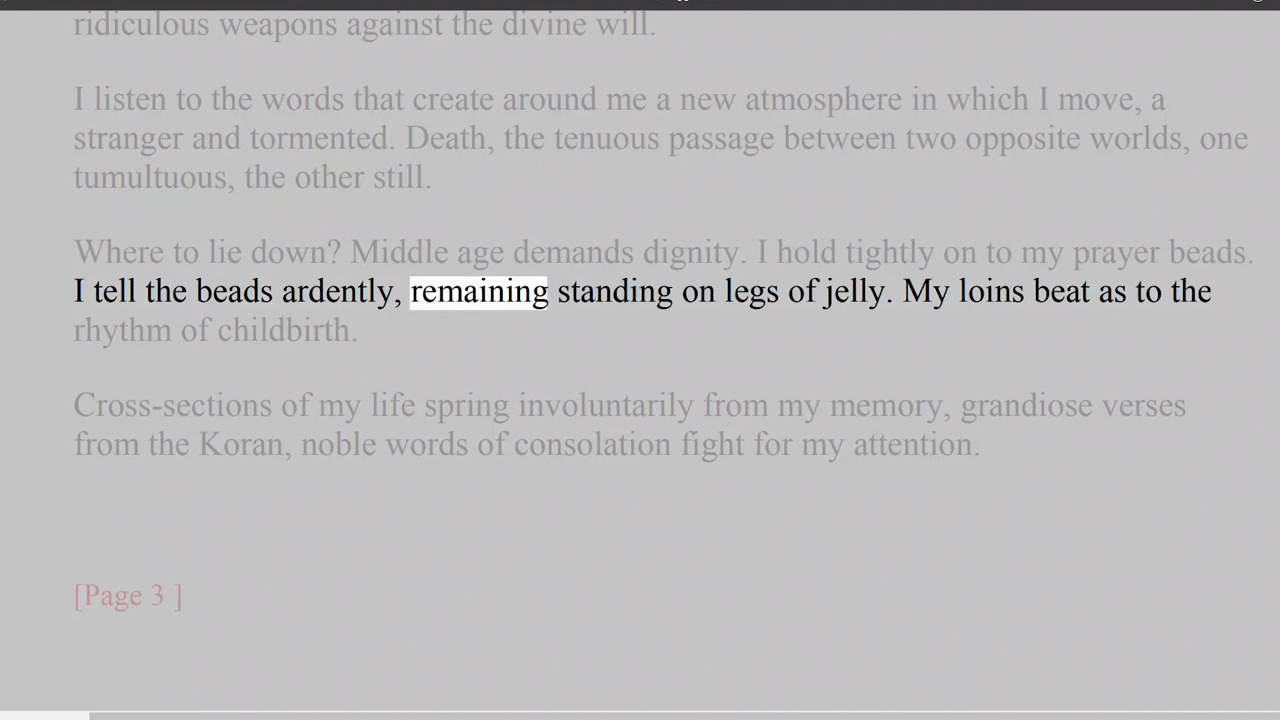 ridiculous weapons against the divine will.
I listen to the words that create around me a new atmosphere in which I move, a
stranger and tormented. Death, the tenuous passage between two opposite worlds, one
tumultuous, the other still.
Where to lie down? Middle age demands dignity. I hold tightly on to my prayer beads.
I tell the beads ardently, remaining standing on legs of jelly. My loins beat as to the
rhythm of childbirth.
Cross-sections of my life spring involuntarily from my memory, grandiose verses
from the Koran, noble words of consolation fight for my attention.
[Page 3 ]